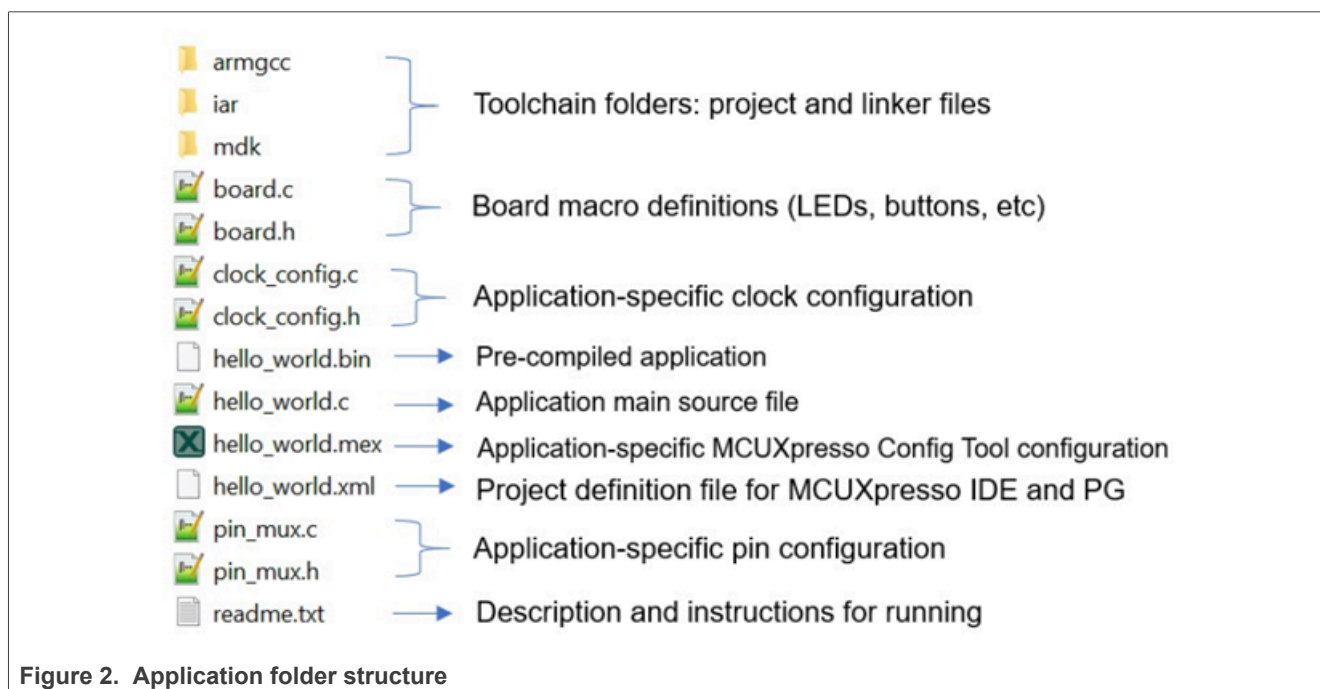 armgcc
iar
mdk
Toolchain folders: project and linker files
board.c
board.h
Board macro definitions (LEDs, buttons, etc)
clock_config.c
clock_config.h
Application-specific clock configuration
hello_world.bin
Pre-compiled application
hello_world.c
Application main source file
hello_world.mex
Application-specific MCUXpresso Config Tool configuration
hello_world.xml
Project definition file for MCUXpresso IDE and PG
pin_mux.c
pin_mux.h
Application-specific pin configuration
readme.txt
Description and instructions for running
Figure 2. Application folder structure